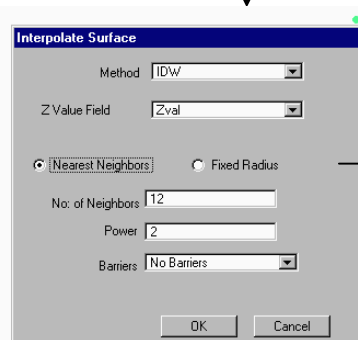 Interpolate Surface
Method IDW
Z Value Field Zval
Nearest Neighbors Fixed Radius
No: of Neighbors 12
Power 2
Barriers No Barriers
OK Cancel